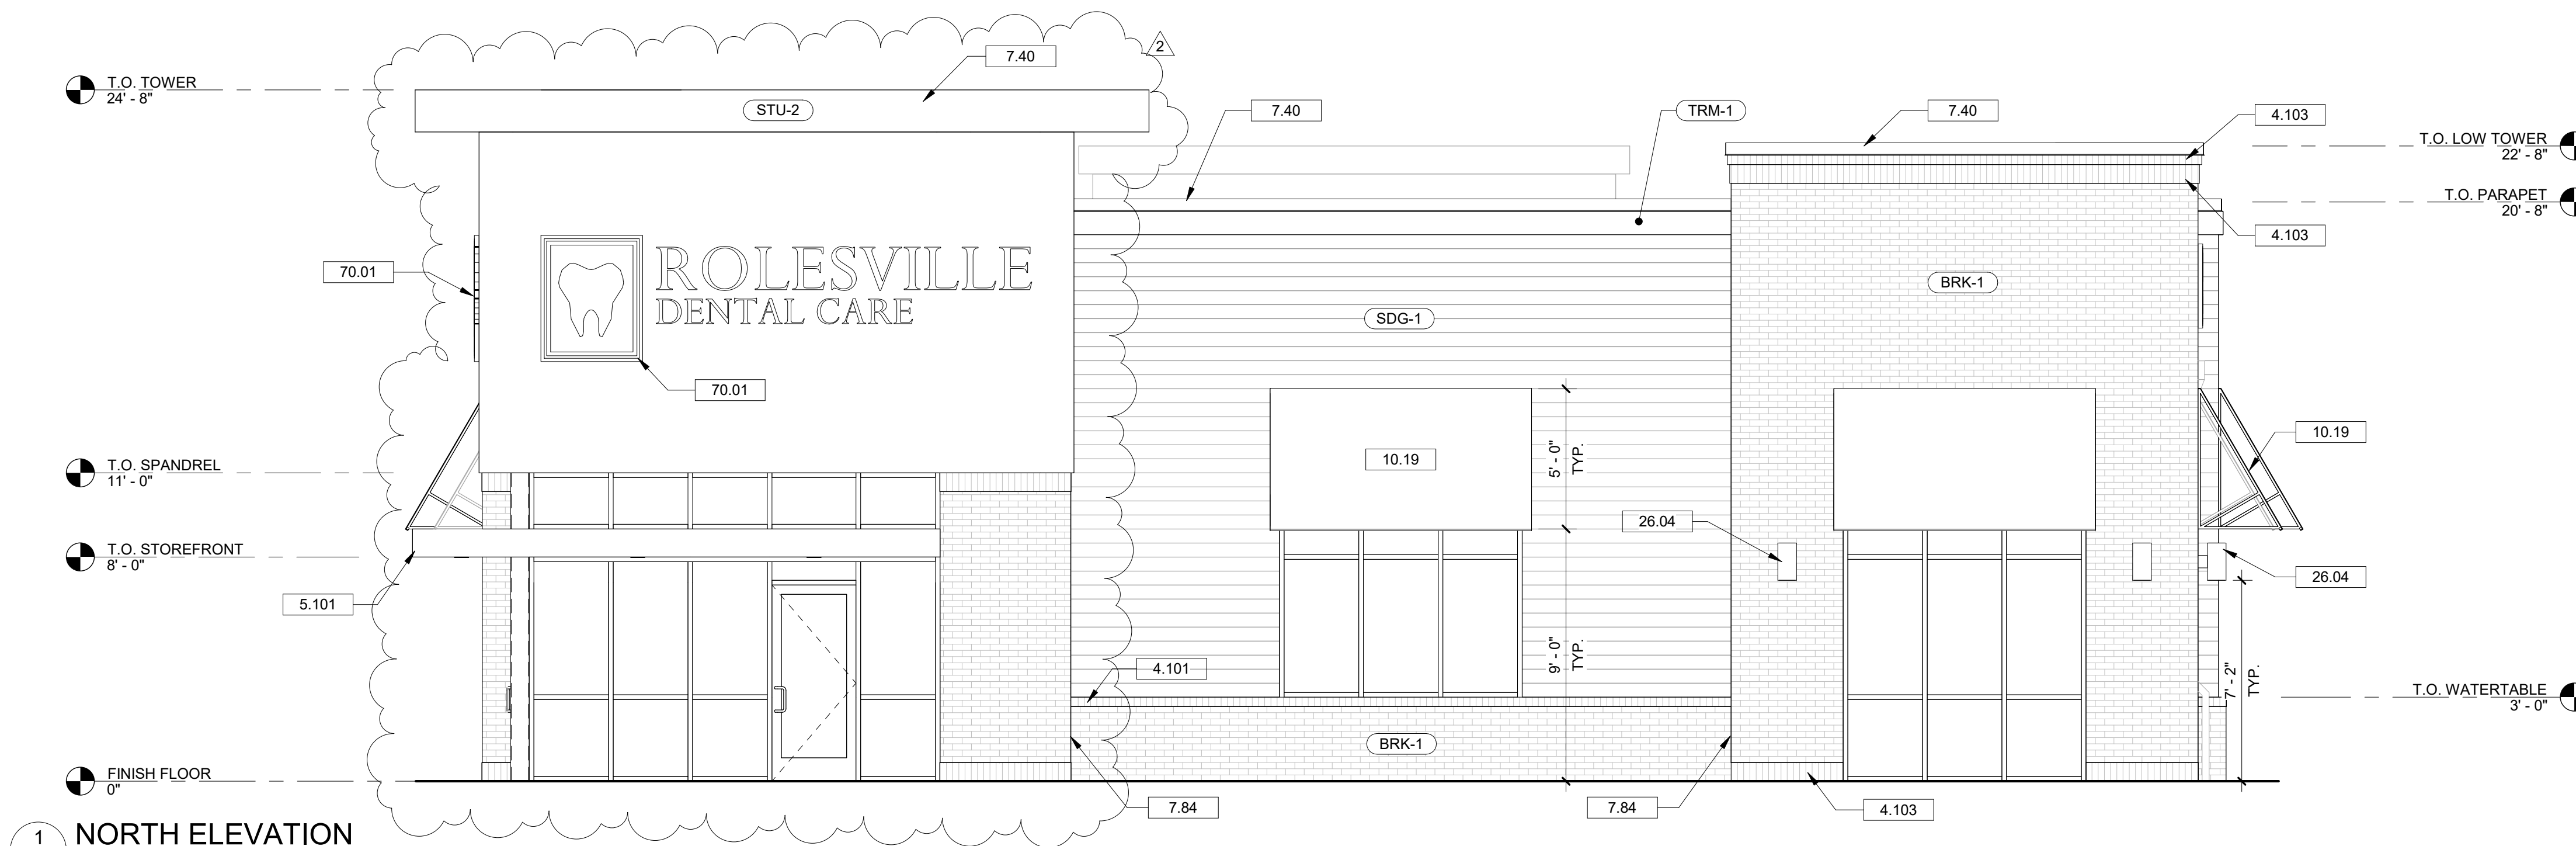 2
7.40
T.O. TOWER
24' - 8"
STU-2
7.40
TRM-1
7.40
4.103
T.O. LOW TOWER
22' - 8"
T.O. PARAPET
20' - 8"
4.103
70.01
ROLESVILLE
DENTAL CARE
BRK-1
SDG-1
70.01
10.19
10.19
5' - 0"
TYP.
T.O. SPANDREL
11' - 0"
26.04
T.O. STOREFRONT
8' - 0"
26.04
5.101
4.101
9' - 0"
TYP.
7' - 2"
TYP.
T.O. WATERTABLE
3' - 0"
BRK-1
FINISH FLOOR
0"
7.84
7.84
4.103
1
NORTH ELEVATION